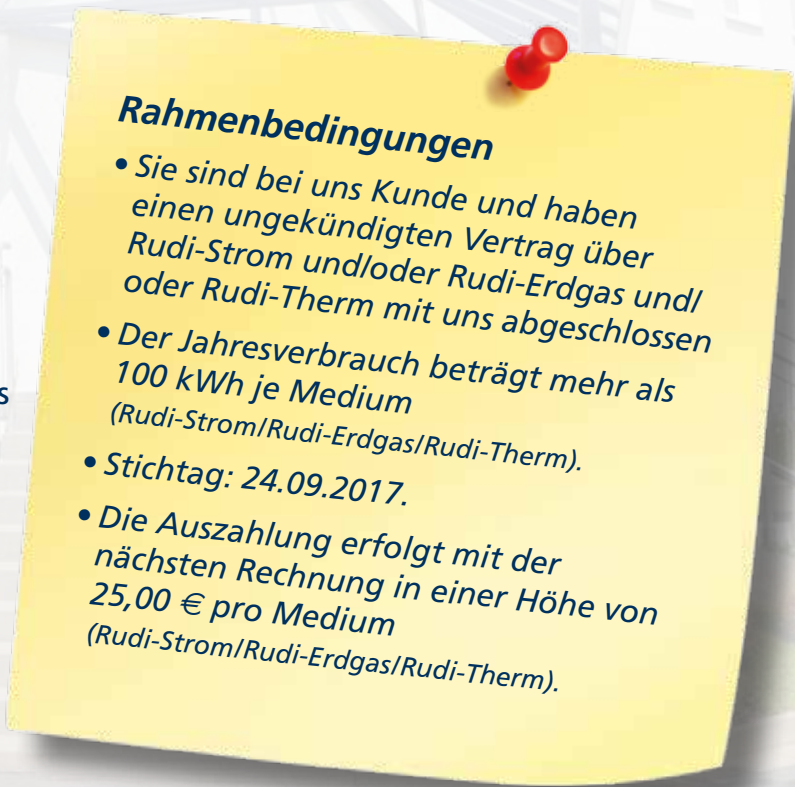 Rahmenbedingungen
• Sie sind bei uns Kunde und haben
einen ungekündigten Vertrag über
Rudi-Strom und/oder Rudi-Erdgas und/
oder Rudi-Therm mit uns abgeschlossen
• Der Jahresverbrauch beträgt mehr als
100 kWh je Medium
(Rudi-Strom/Rudi-Erdgas/Rudi-Therm).
• Stichtag: 24.09.2017.
• Die Auszahlung erfolgt mit der
nächsten Rechnung in einer Höhe von
25,00 € pro Medium
(Rudi-Strom/Rudi-Erdgas/Rudi-Therm).